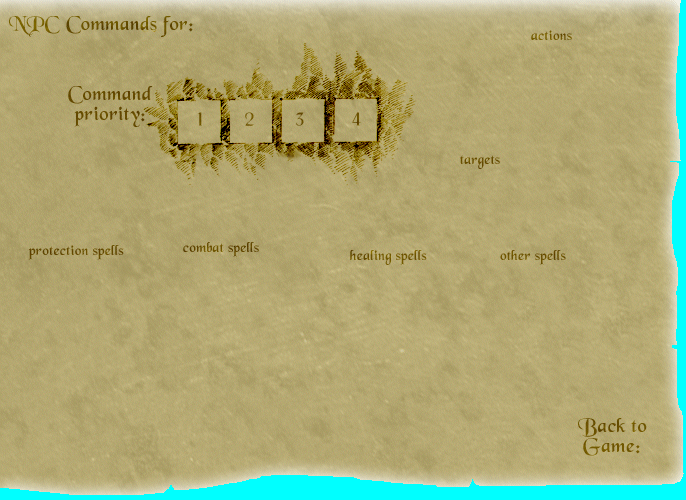 NPC Commands for:
actions
Command
priority:
1 2 3 4
targets
protection spells
combat spells
healing spells
other spells
Back to
Game: